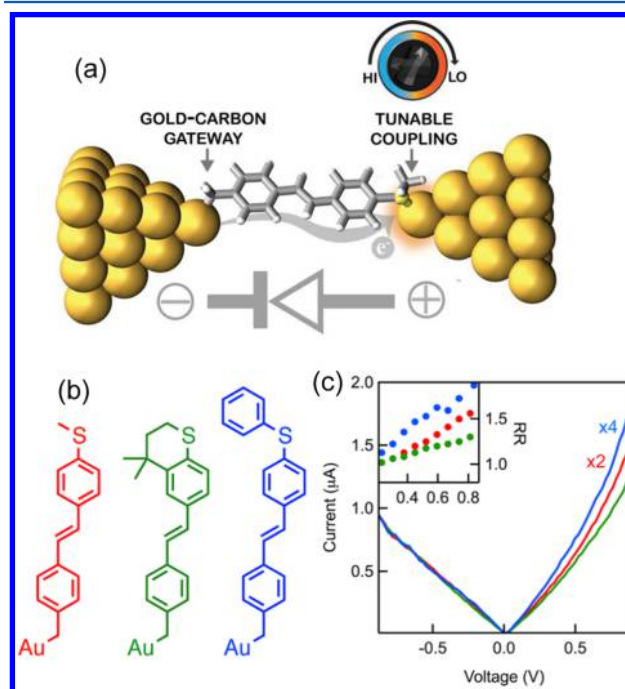 (a)
HI LO
GOLD-CARBON GATEWAY
TUNABLE COUPLING
e-
− +
(b)
(c)
S
S
S
Au
Au
Au
2.0
1.5
1.0
0.5
Current (μA)
x4
x2
1.5
1.0
RR
0.4 0.6 0.8
-0.5 0.0 0.5
Voltage (V)